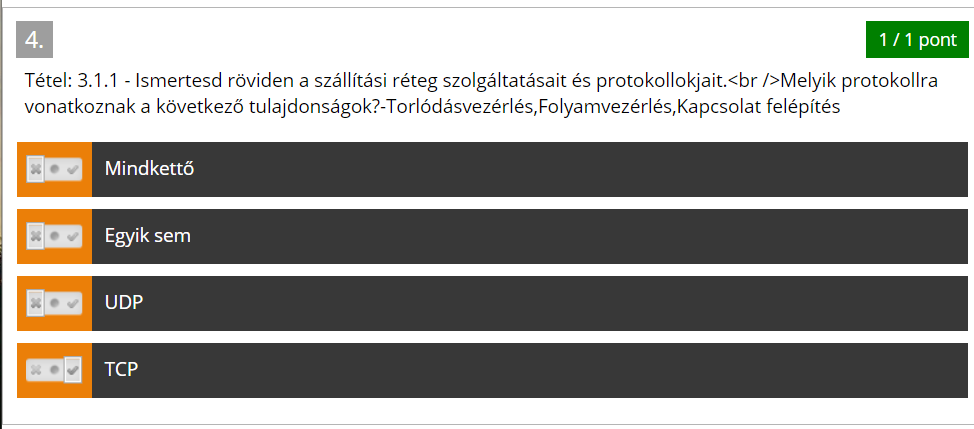 4.
1 / 1 pont
Tétel: 3.1.1 - Ismertesd röviden a szállítási réteg szolgáltatásait és protokollokjait.<br />Melyik protokollra
vonatkoznak a következő tulajdonságok?-Torlódásvezérlés,Folyamvezérlés,Kapcsolat felépítés
Mindkettő
Egyik sem
UDP
TCP